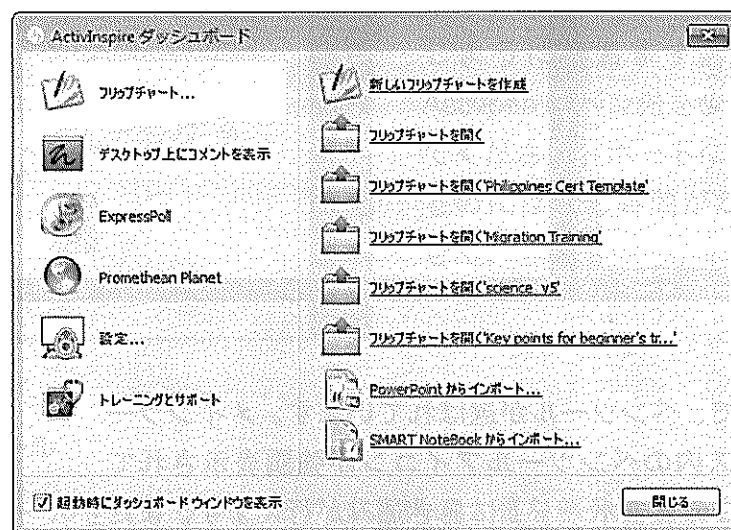 ActivInspire ダッシュボード
フリップチャート...
デスクトップ上にコメントを表示
ExpressPoll
Promethean Planet
設定...
トレーニングとサポート
新しいフリップチャートを作成
フリップチャートを開く
フリップチャートを開く'Philippines Cert Template'
フリップチャートを開く'Migration Training'
フリップチャートを開く'science_v5'
フリップチャートを開く'Key points for beginner's tr...'
PowerPoint からインポート...
SMART NoteBook からインポート...
起動時にダッシュボード ウィンドウを表示
閉じる